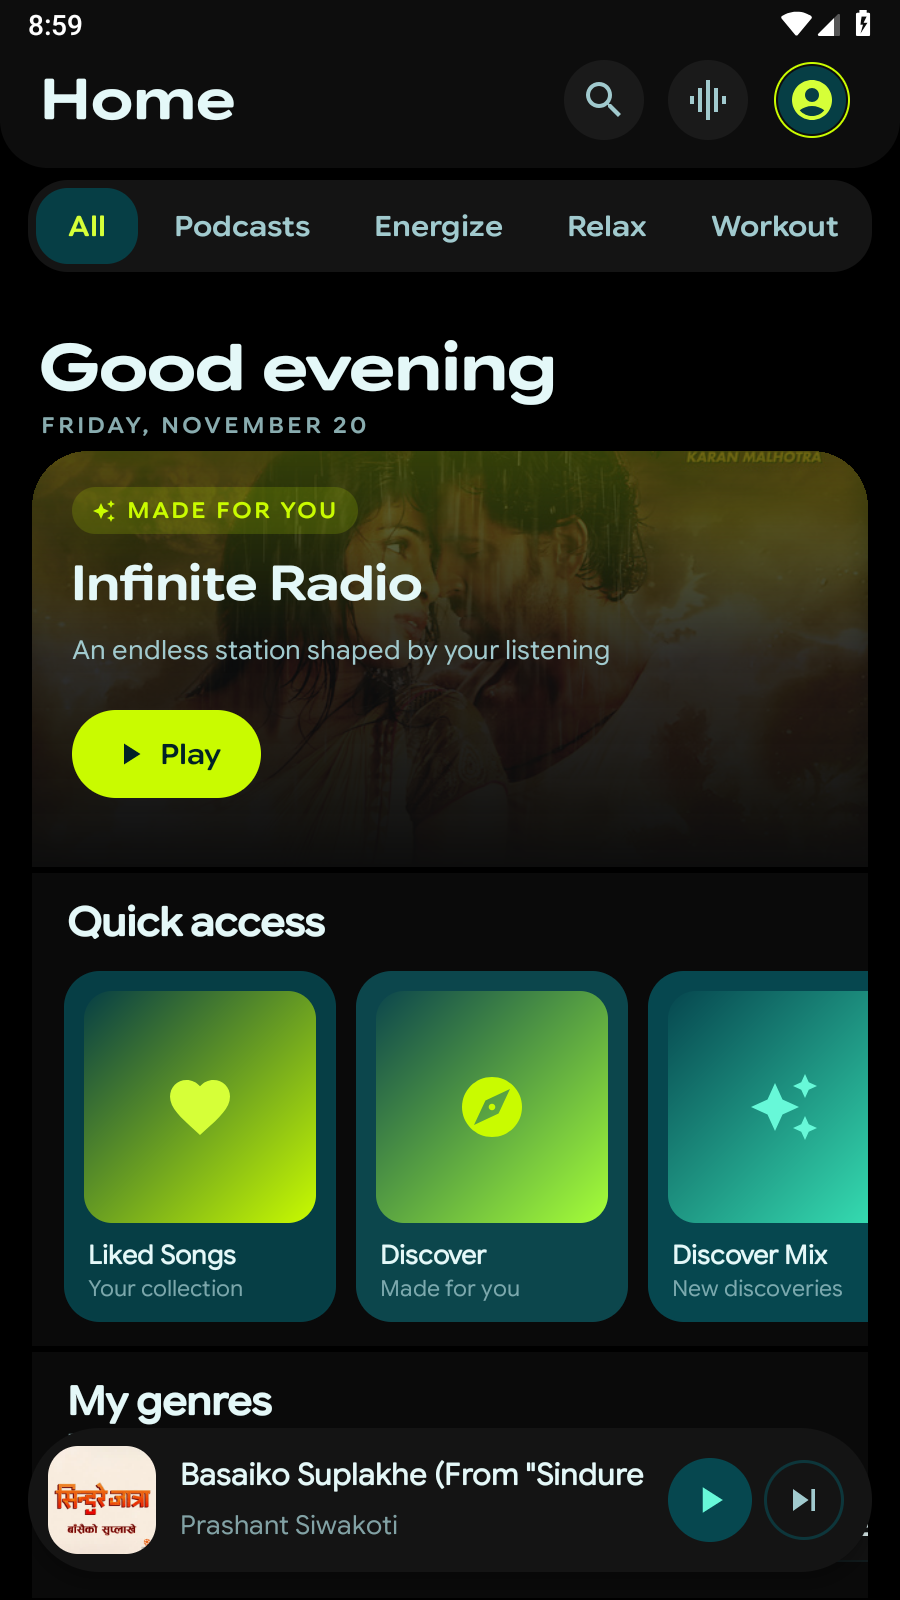 8:59
Home
All
Podcasts
Energize
Relax
Workout
Good evening
FRIDAY, NOVEMBER 20
KARAN MALHOTRA
MADE FOR YOU
Infinite Radio
An endless station shaped by your listening
Play
Quick access
Liked Songs
Your collection
Discover
Made for you
Discover Mix
New discoveries
My genres
सिन्दुरे जात्रा
बाँसैको सुप्लाखे
Basaiko Suplakhe (From "Sindure
Prashant Siwakoti